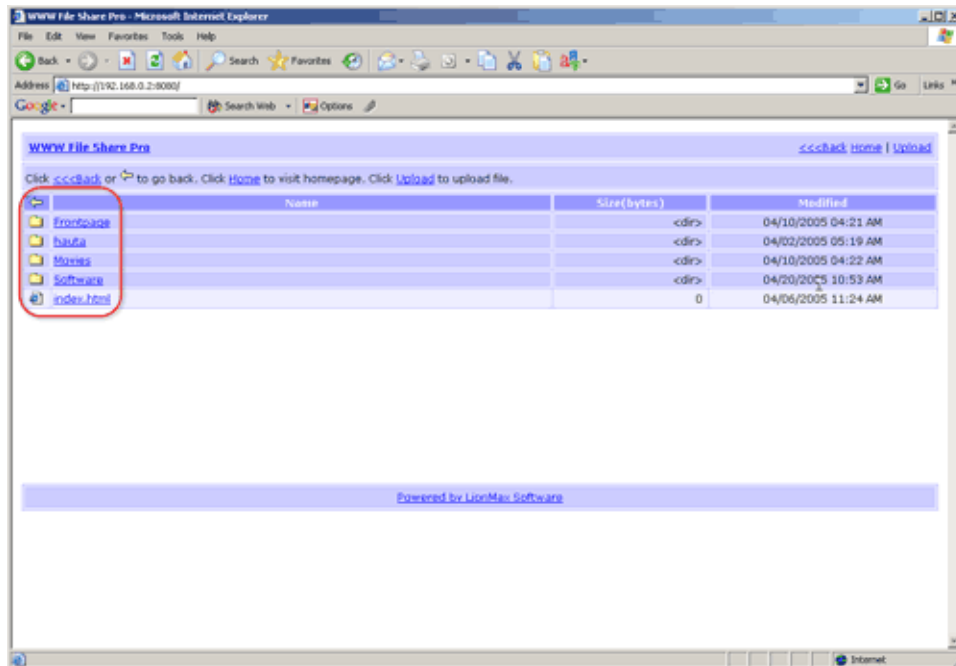 WWW File Share Pro - Microsoft Internet Explorer
File Edit View Favorites Tools Help
Back Search Favorites
Address http://192.168.0.2:8080/ Go Links
Google Search Web Options
WWW File Share Pro <<<Back Home | Upload
Click <<<Back or to go back. Click Home to visit homepage. Click Upload to upload file.
Name Size(bytes) Modified
Frontpage <dir> 04/10/2005 04:21 AM
hauta <dir> 04/02/2005 05:19 AM
Movies <dir> 04/10/2005 04:22 AM
Software <dir> 04/20/2005 10:53 AM
index.html 0 04/06/2005 11:24 AM
Powered by LionMax Software
Internet